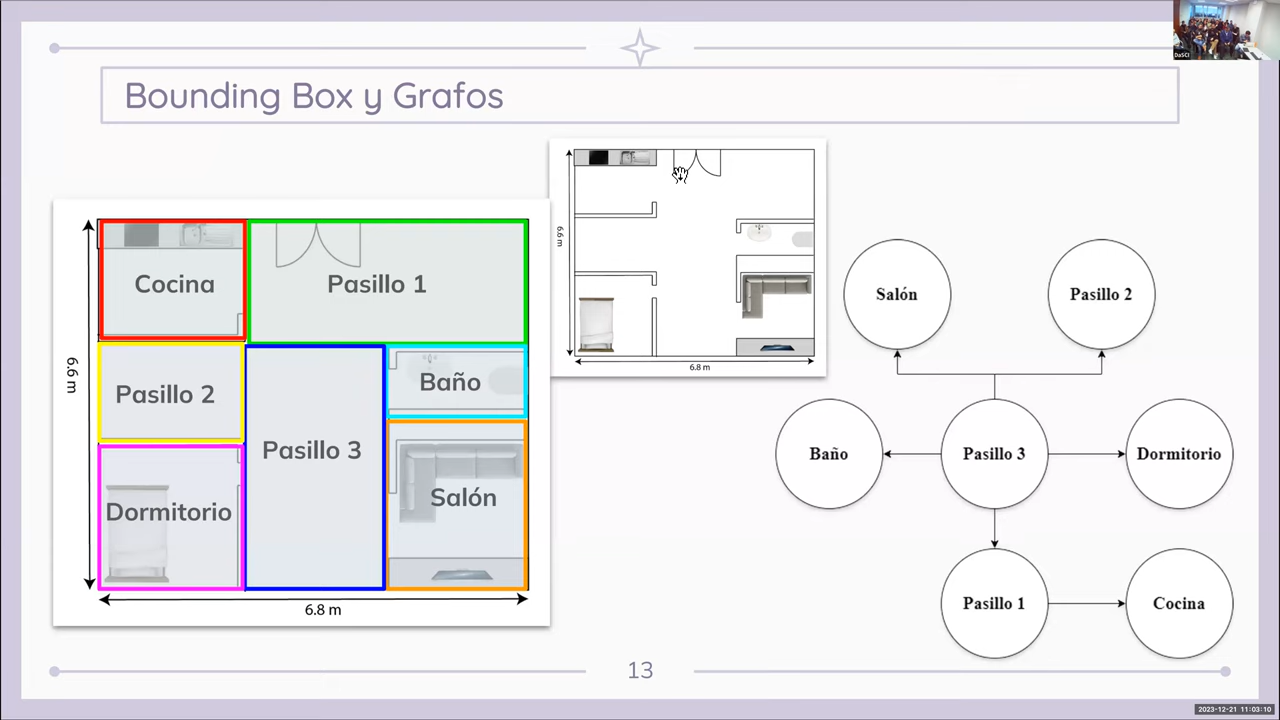 DaSCI
Bounding Box y Grafos
Cocina
Pasillo 1
Pasillo 2
Baño
Pasillo 3
Dormitorio
Salón
6.6 m
6.8 m
6.6 m
6.8 m
Salón
Pasillo 2
Baño
Pasillo 3
Dormitorio
Pasillo 1
Cocina
13
2023-12-21 11:03:10